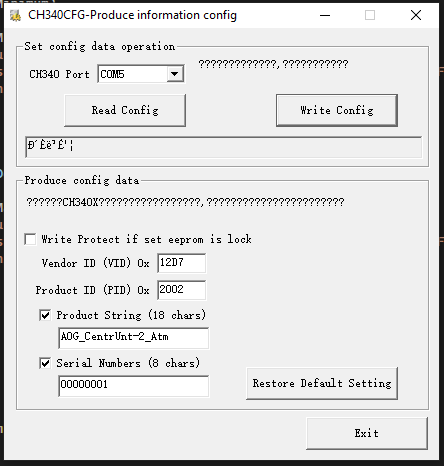 CH340CFG-Produce information config
Set config data operation
CH340 Port COM5
?????????????,???????????
Read Config
Write Config
Ð´Èë³É¹¦
Produce config data
??????CH340X?????????????????,???????????????????????
Write Protect if set eeprom is lock
Vendor ID (VID) 0x 12D7
Product ID (PID) 0x 2002
Product String (18 chars)
AOG_CentrUnt-2_Atm
Serial Numbers (8 chars)
00000001
Restore Default Setting
Exit